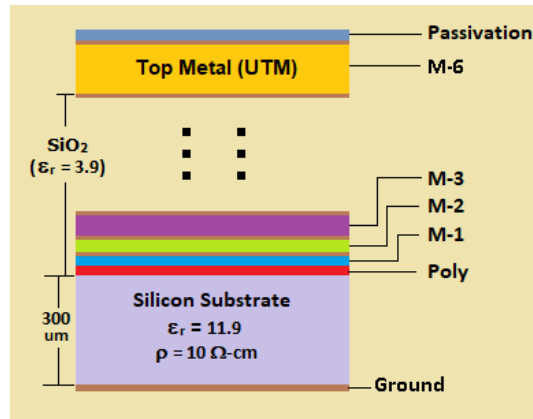 Passivation
Top Metal (UTM)
M-6
SiO₂
(εr = 3.9)
M-3
M-2
M-1
Poly
Silicon Substrate
εr = 11.9
ρ = 10 Ω-cm
300
um
Ground